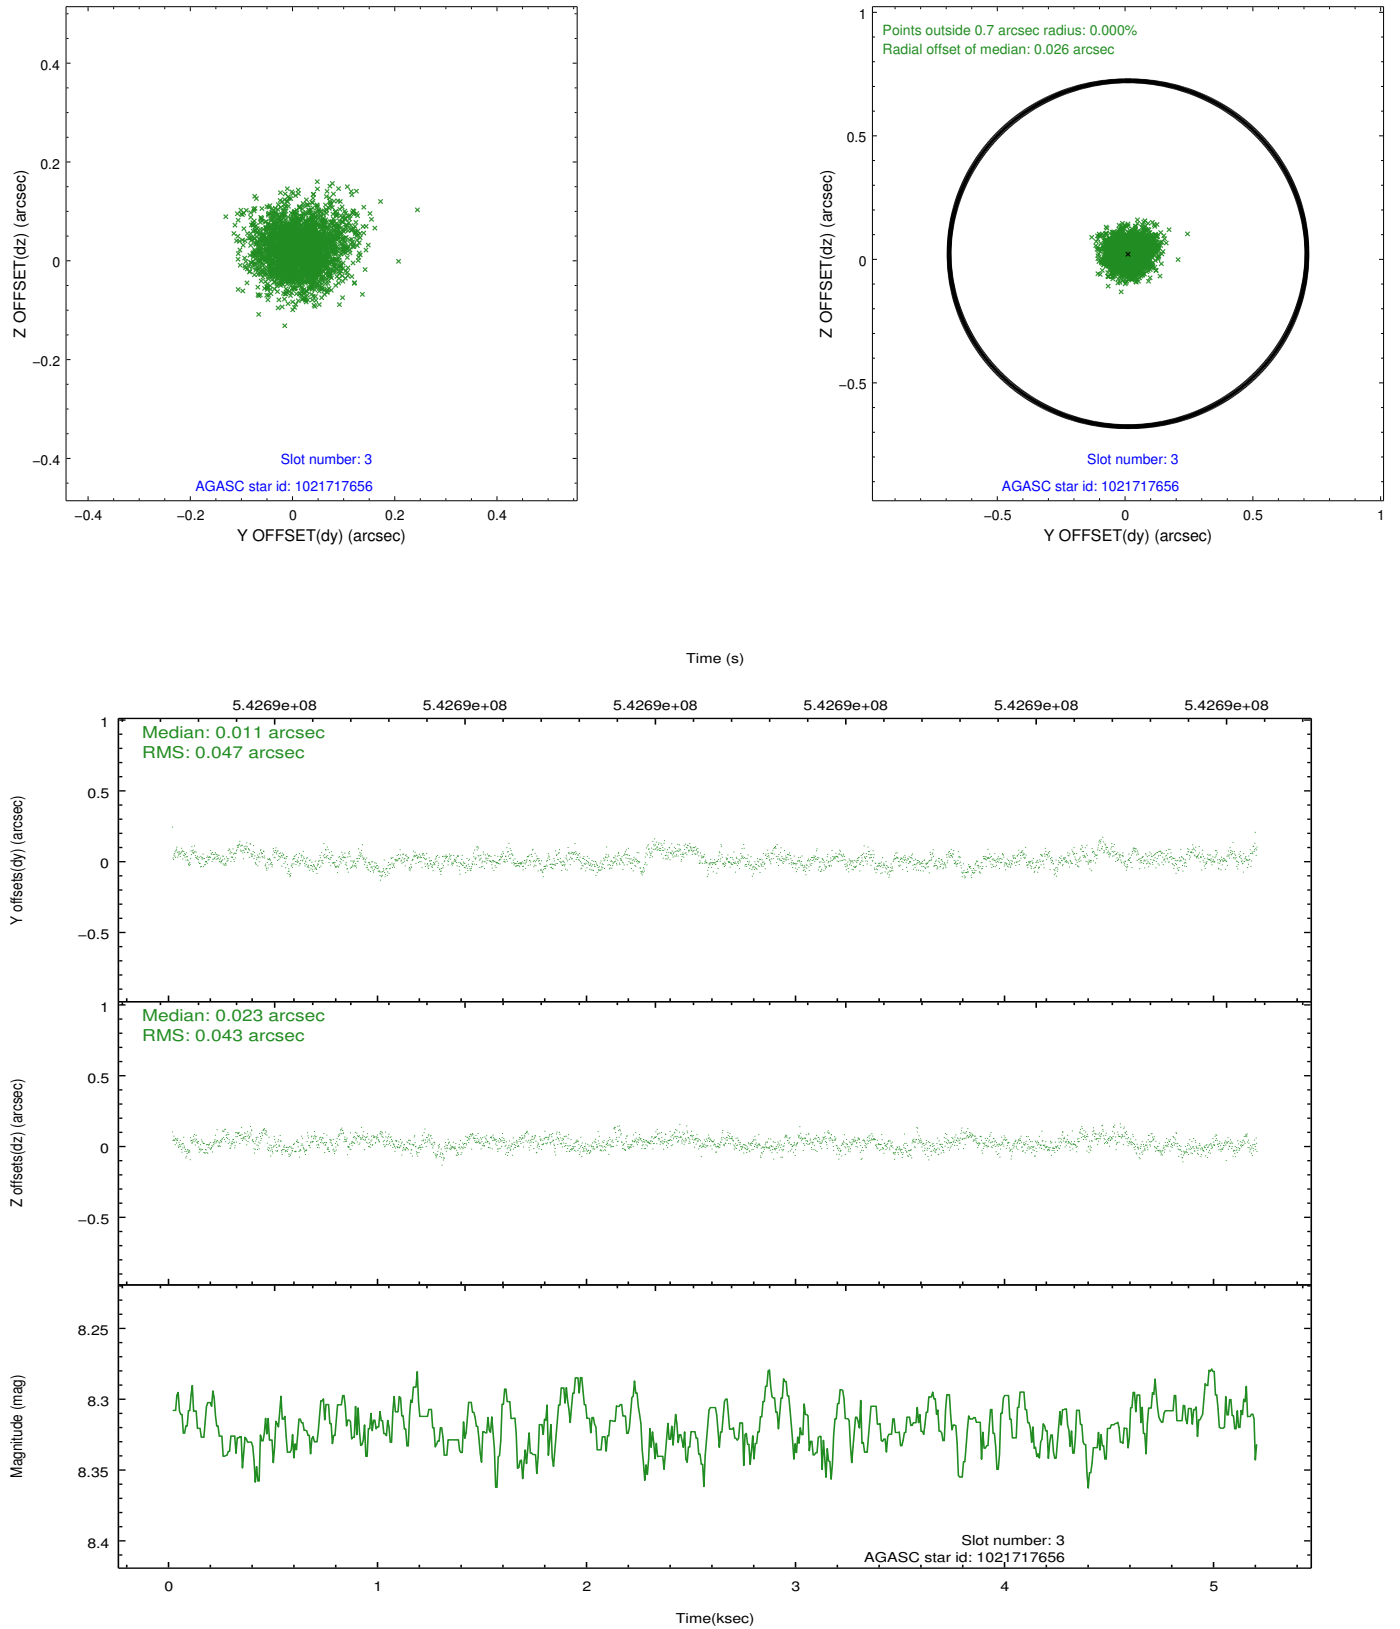 0.4
0.2
0
−0.2
−0.4
Z OFFSET(dz) (arcsec)
Slot number: 3
AGASC star id: 1021717656
−0.4 −0.2 0 0.2 0.4
Y OFFSET(dy) (arcsec)
Points outside 0.7 arcsec radius: 0.000%
Radial offset of median: 0.026 arcsec
1
0.5
0
−0.5
Z OFFSET(dz) (arcsec)
Slot number: 3
AGASC star id: 1021717656
−0.5 0 0.5 1
Y OFFSET(dy) (arcsec)
Time (s)
5.4269e+08 5.4269e+08 5.4269e+08 5.4269e+08 5.4269e+08 5.4269e+08
Median: 0.011 arcsec
RMS: 0.047 arcsec
1
0.5
0
−0.5
Y offsets(dy) (arcsec)
Median: 0.023 arcsec
RMS: 0.043 arcsec
1
0.5
0
−0.5
Z offsets(dz) (arcsec)
8.25
8.3
8.35
8.4
Magnitude (mag)
Slot number: 3
AGASC star id: 1021717656
0 1 2 3 4 5
Time(ksec)